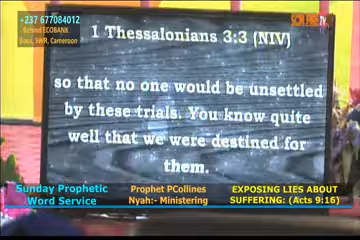 +237 677084012
Behind ECOBANK
1 Thessalonians 3:3 (NIV)
so that no one would be unsettled
by these trials. You know quite
well that we were destined for
them.
Sunday Prophetic
Word Service
Prophet PCollines
Nyah:- Ministering
EXPOSING LIES ABOUT
SUFFERING: (Acts 9:16)